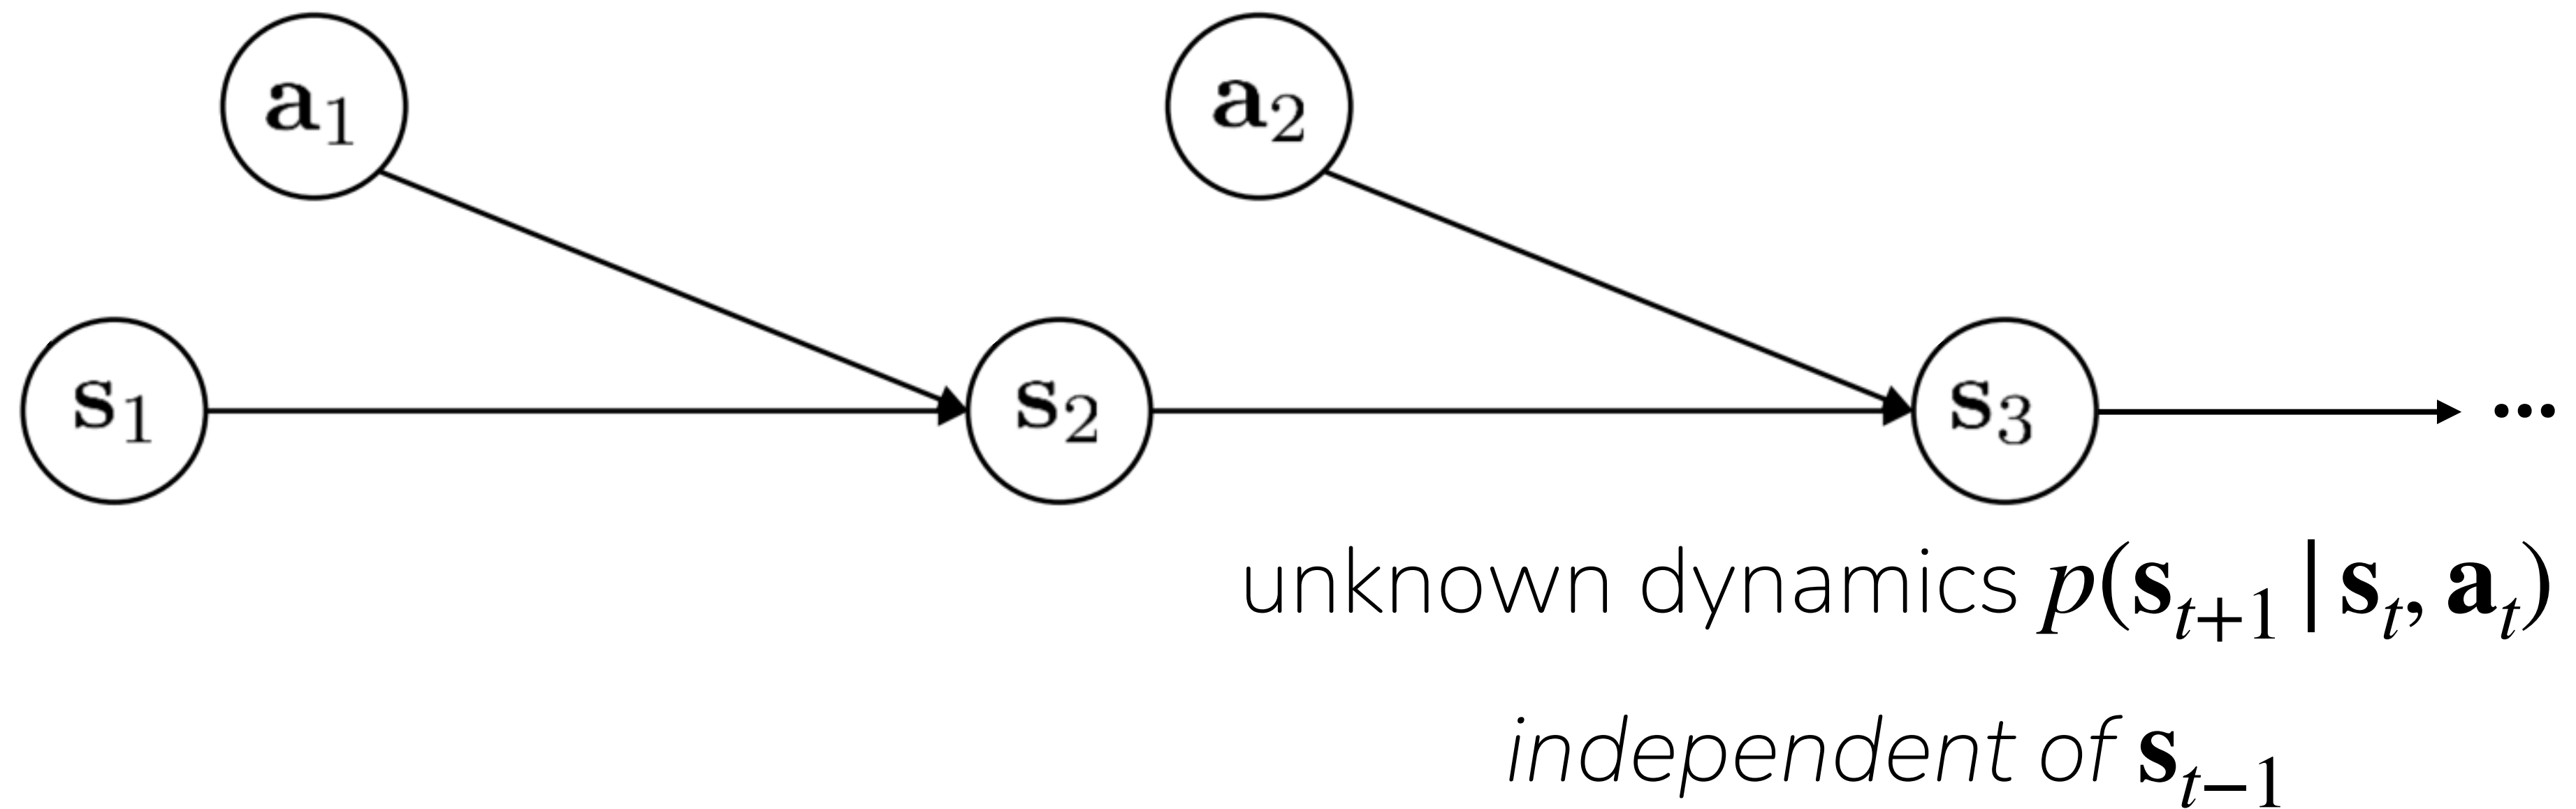 a₁ a₂
s₁ s₂ s₃ ...
unknown dynamics p(sₜ₊₁ | sₜ, aₜ)
independent of sₜ₋₁